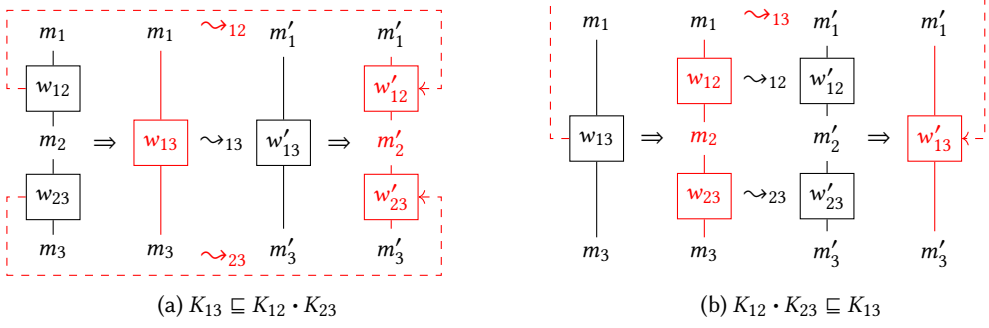 m₁ m₁ ⇝₁₂ m′₁ m′₁
w₁₂ w′₁₂
m₂ ⇒ w₁₃ ⇝₁₃ w′₁₃ ⇒ m′₂
w₂₃ w′₂₃
m₃ m₃ ⇝₂₃ m′₃ m′₃
(a) K₁₃ ⊑ K₁₂ • K₂₃
m₁ m₁ ⇝₁₃ m′₁ m′₁
w₁₂ ⇝₁₂ w′₁₂
w₁₃ ⇒ m₂ m′₂ ⇒ w′₁₃
w₂₃ ⇝₂₃ w′₂₃
m₃ m₃ m′₃ m′₃
(b) K₁₂ • K₂₃ ⊑ K₁₃